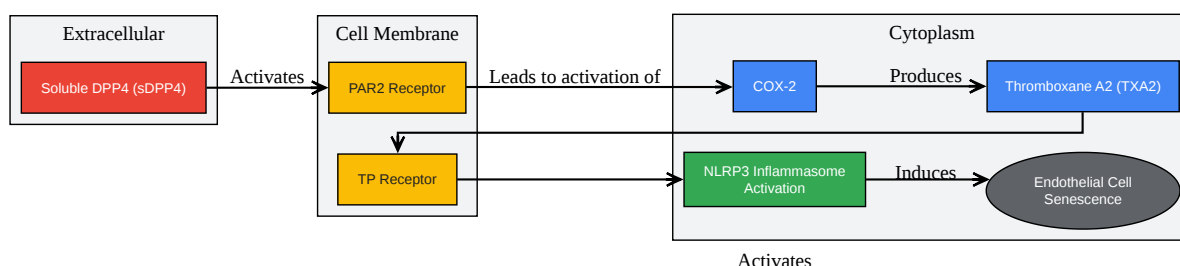 Extracellular
Cell Membrane
Cytoplasm
Soluble DPP4 (sDPP4)
Activates
PAR2 Receptor
Leads to activation of
COX-2
Produces
Thromboxane A2 (TXA2)
TP Receptor
NLRP3 Inflammasome
Activation
Induces
Endothelial Cell
Senescence
Activates